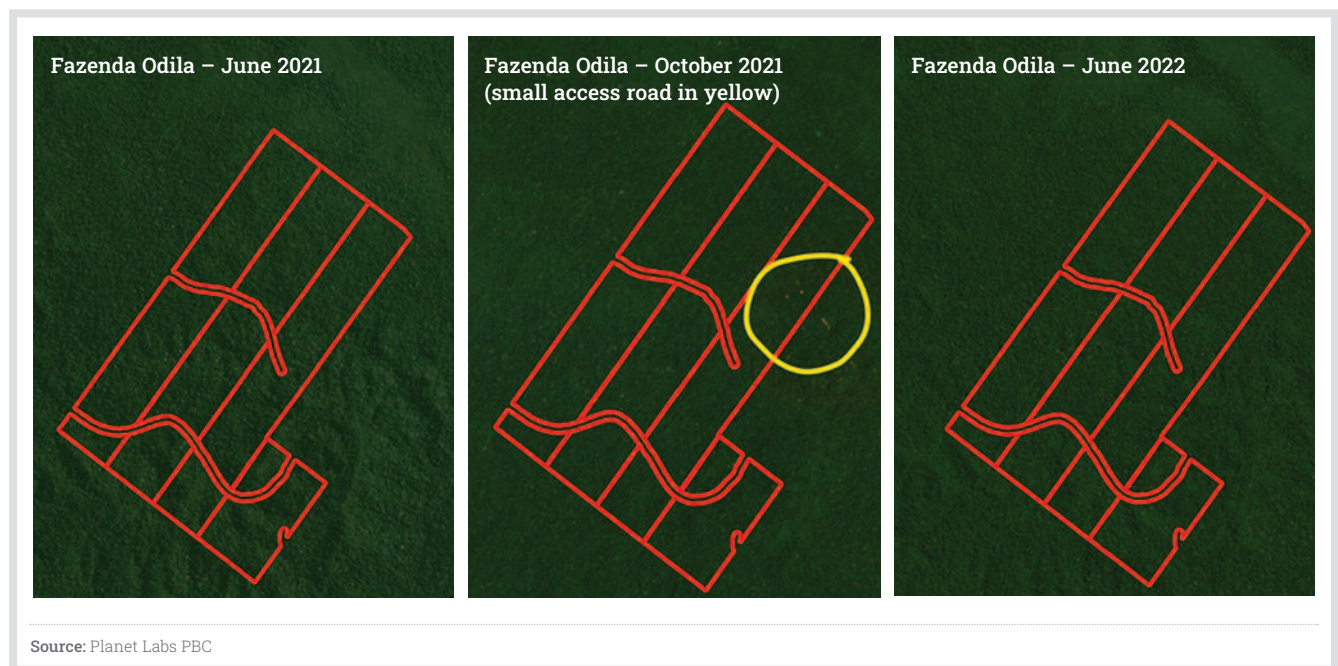 Fazenda Odila – June 2021
Fazenda Odila – October 2021
(small access road in yellow)
Fazenda Odila – June 2022
Source: Planet Labs PBC